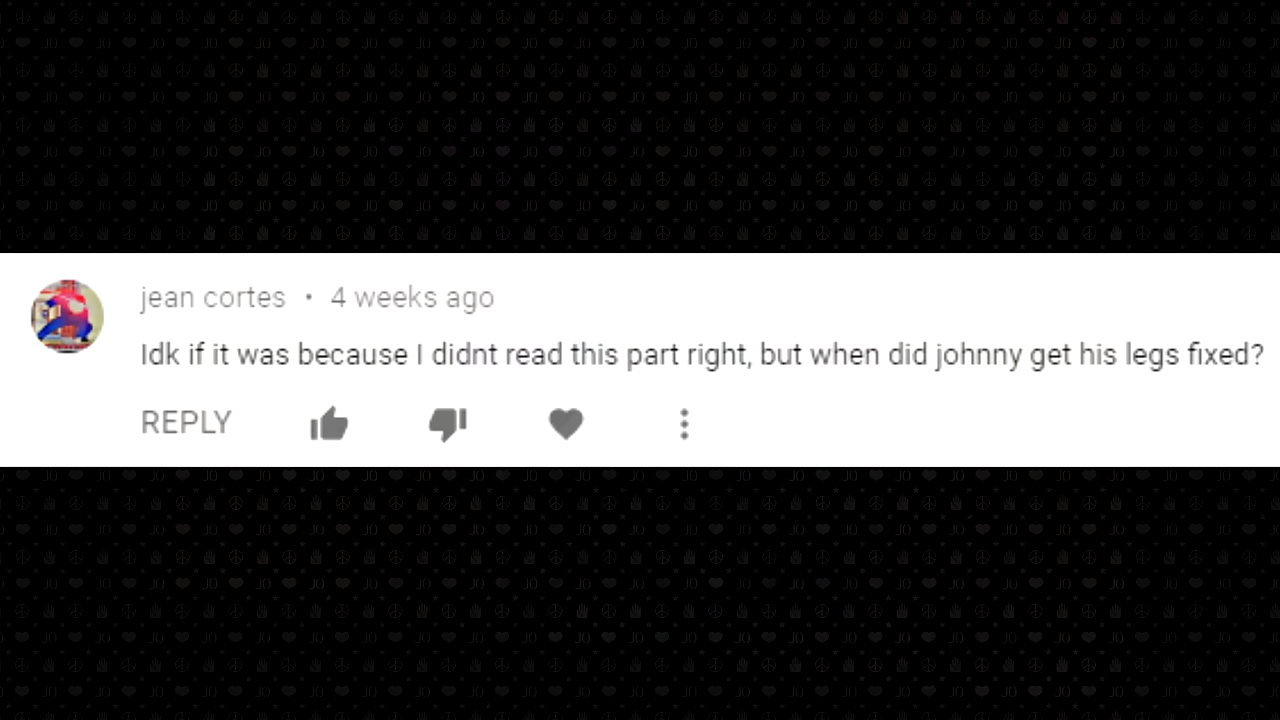 jean cortes • 4 weeks ago
Idk if it was because I didnt read this part right, but when did johnny get his legs fixed?
REPLY